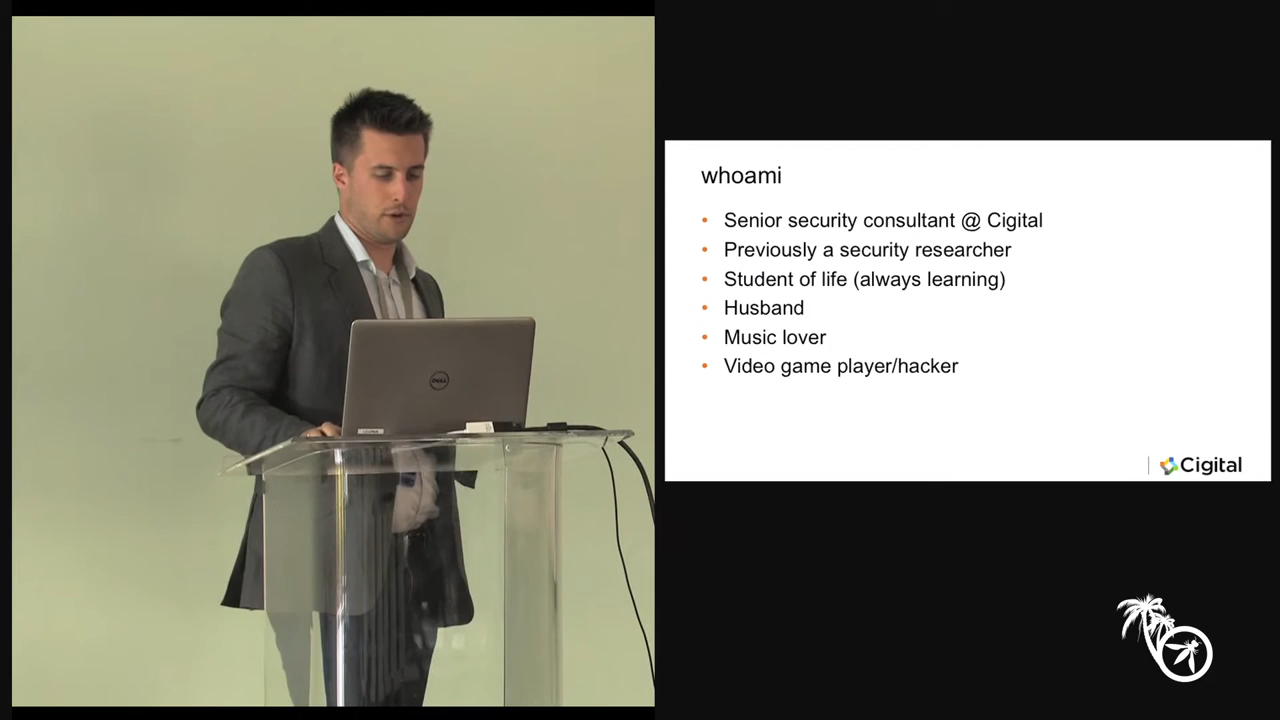 whoami
• Senior security consultant @ Cigital
• Previously a security researcher
• Student of life (always learning)
• Husband
• Music lover
• Video game player/hacker
Cigital
DELL